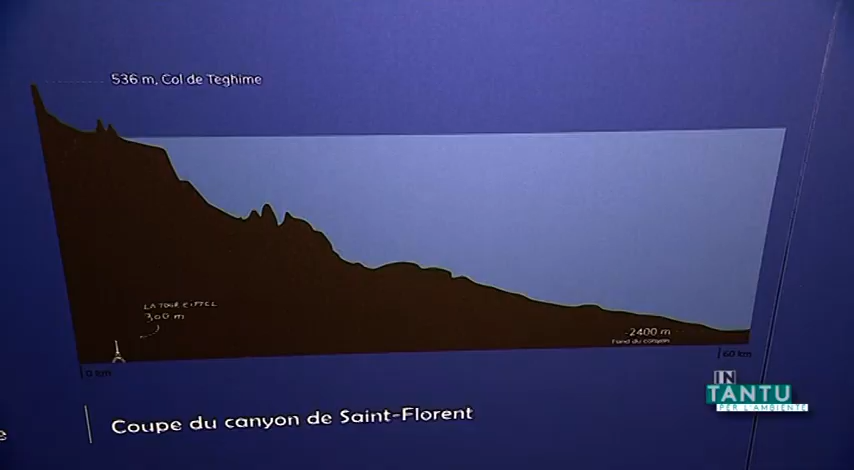 536 m, Col de Teghime
LA TOUR EIFFEL
300 m
-2400 m
Fond du canyon
0 km
60 km
Coupe du canyon de Saint-Florent
e
IN
TANTU
PER L'AMBIENTE